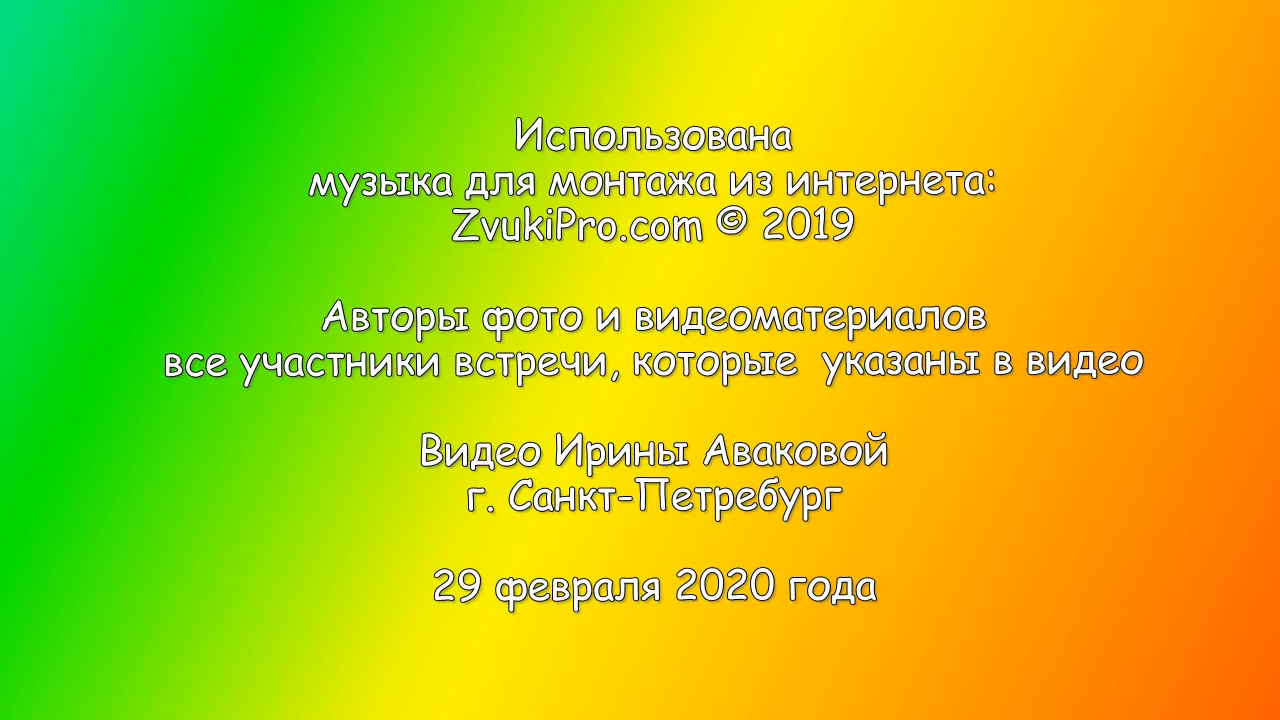 Использована
музыка для монтажа из интернета:
ZvukiPro.com © 2019
Авторы фото и видеоматериалов
все участники встречи, которые указаны в видео
Видео Ирины Аваковой
г. Санкт-Петребург
29 февраля 2020 года